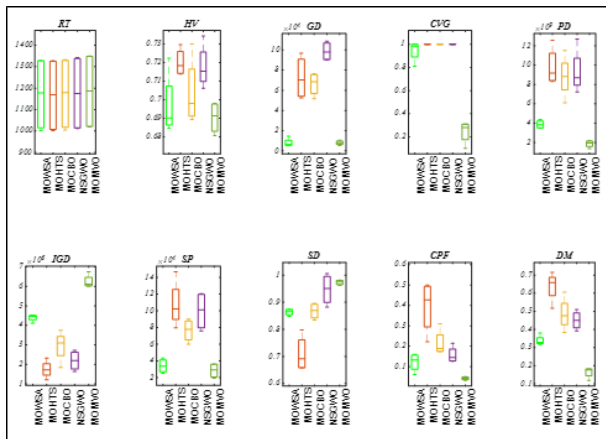 RT
HV
GD
CVG
PD
1400
1300
1200
1100
1000
900
0.73
0.71
0.7
0.69
0.68
10
8
6
4
2
1
0.8
0.6
0.4
0.2
12
10
8
6
4
2
MOWSA
MOHTS
MOCBO
NSGWO
MOMVO
MOWSA
MOHTS
MOCBO
NSGWO
MOMVO
MOWSA
MOHTS
MOCBO
NSGWO
MOMVO
MOWSA
MOHTS
MOCBO
NSGWO
MOMVO
MOWSA
MOHTS
MOCBO
NSGWO
MOMVO
IGD
SP
SD
CPF
DM
7
6
5
4
3
2
1
14
12
10
8
6
4
2
1
0.9
0.8
0.7
0.6
0.5
0.4
0.3
0.2
0.1
0
0.7
0.6
0.5
0.4
0.3
0.2
0.1
MOWSA
MOHTS
MOCBO
NSGWO
MOMVO
MOWSA
MOHTS
MOCBO
NSGWO
MOMVO
MOWSA
MOHTS
MOCBO
NSGWO
MOMVO
MOWSA
MOHTS
MOCBO
NSGWO
MOMVO
MOWSA
MOHTS
MOCBO
NSGWO
MOMVO